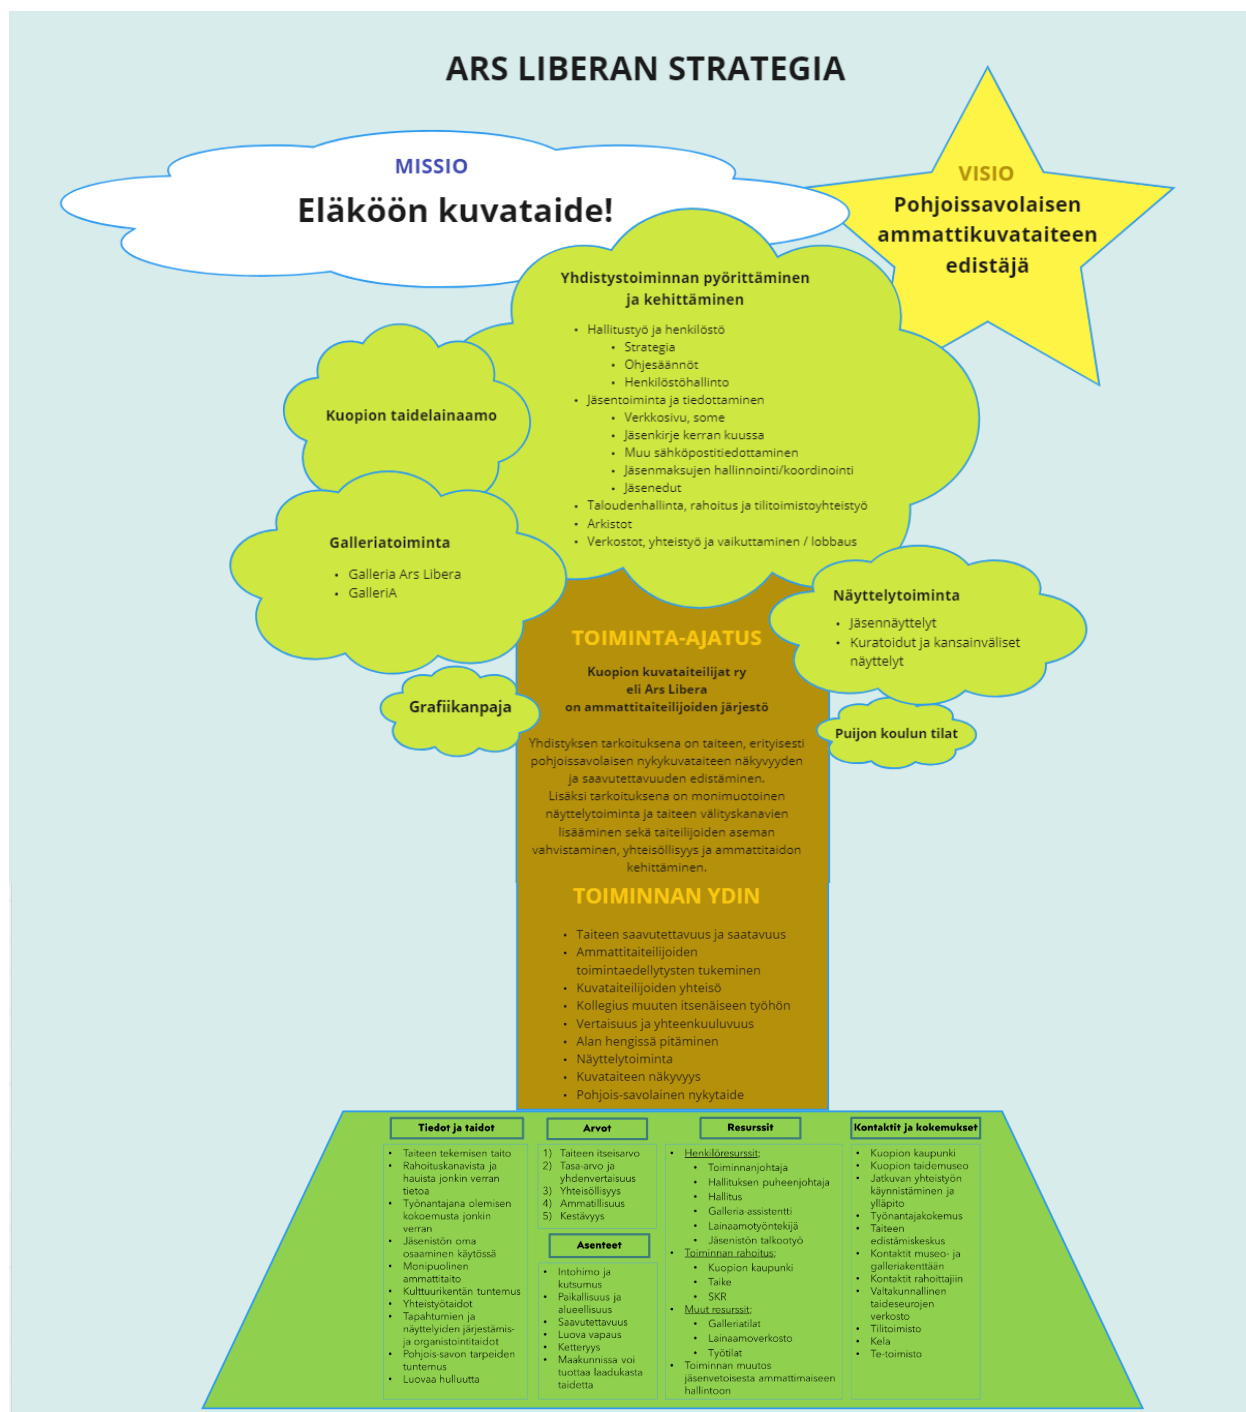 ARS LIBERAN STRATEGIA
MISSIO
Eläköön kuvataide!
VISIO
Pohjoissavolaisen
ammattikuvataiteen
edistäjä
Yhdistystoiminnan pyörittäminen
ja kehittäminen
• Hallitustyö ja henkilöstö
• Strategia
• Ohjesäännöt
• Henkilöstöhallinto
• Jäsentoiminta ja tiedottaminen
• Verkkosivu, some
• Jäsenkirje kerran kuussa
• Muu sähköpostitiedottaminen
• Jäsenmaksujen hallinnointi/koordinointi
• Jäsenedut
• Taloudenhallinta, rahoitus ja tilitoimistoyhteistyö
• Arkistot
• Verkostot, yhteistyö ja vaikuttaminen / lobbaus
Kuopion taidelainaamo
Galleriatoiminta
• Galleria Ars Libera
• GalleriA
Grafiikanpaja
Näyttelytoiminta
• Jäsennäyttelyt
• Kuratoidut ja kansainväliset
näyttelyt
Puijon koulun tilat
TOIMINTA-AJATUS
Kuopion kuvataiteilijat ry
eli Ars Libera
on ammattitaiteilijoiden järjestö
Yhdistyksen tarkoituksena on taiteen, erityisesti
pohjoissavolaisen nykykuvataiteen näkyvyyden
ja saavutettavuuden edistäminen.
Lisäksi tarkoituksena on monimuotoinen
näyttelytoiminta ja taiteen välityskanavien
lisääminen sekä taiteilijoiden aseman
vahvistaminen, yhteisöllisyys ja ammattitaidon
kehittäminen.
TOIMINNAN YDIN
• Taiteen saavutettavuus ja saatavuus
• Ammattitaiteilijoiden
toimintaedellytysten tukeminen
• Kuvataiteilijoiden yhteisö
• Kollegius muuten itsenäiseen työhön
• Vertaisuus ja yhteenkuuluvuus
• Alan hengissä pitäminen
• Näyttelytoiminta
• Kuvataiteen näkyvyys
• Pohjois-savolainen nykytaide
Tiedot ja taidot
• Taiteen tekemisen taito
• Rahoituskanavista ja
hauista jonkin verran
tietoa
• Työnantajana olemisen
kokoemusta jonkin
verran
• Jäsenistön oma
osaaminen käytössä
• Monipuolinen
ammattitaito
• Kulttuurikentän tuntemus
• Yhteistyötaidot
• Tapahtumien ja
näyttelyiden järjestämis-
ja organistointitaidot
• Pohjois-savon tarpeiden
tuntemus
• Luovaa hulluutta
Arvot
1) Taiteen itseisarvo
2) Tasa-arvo ja
yhdenvertaisuus
3) Yhteisöllisyys
4) Ammatillisuus
5) Kestävyys
Asenteet
• Intohimo ja
kutsumus
• Paikallisuus ja
alueellisuus
• Saavutettavuus
• Luova vapaus
• Ketteryys
• Maakunnissa voi
tuottaa laadukasta
taidetta
Resurssit
• Henkilöresurssit;
• Toiminnanjohtaja
• Hallituksen puheenjohtaja
• Hallitus
• Galleria-assistentti
• Lainaamotyöntekijä
• Jäsenistön talkootyö
• Toiminnan rahoitus;
• Kuopion kaupunki
• Taike
• SKR
• Muut resurssit;
• Galleriatilat
• Lainaamoverkosto
• Työtilat
• Toiminnan muutos
jäsenvetoisesta ammattimaiseen
hallintoon
Kontaktit ja kokemukset
• Kuopion kaupunki
• Kuopion taidemuseo
• Jatkuvan yhteistyön
käynnistäminen ja
ylläpito
• Työnantajakokemus
• Taiteen
edistämiskeskus
• Kontaktit museo- ja
galleriakenttään
• Kontaktit rahoittajiin
• Valtakunnallinen
taideseurojen
verkosto
• Tilitoimisto
• Kela
• Te-toimisto